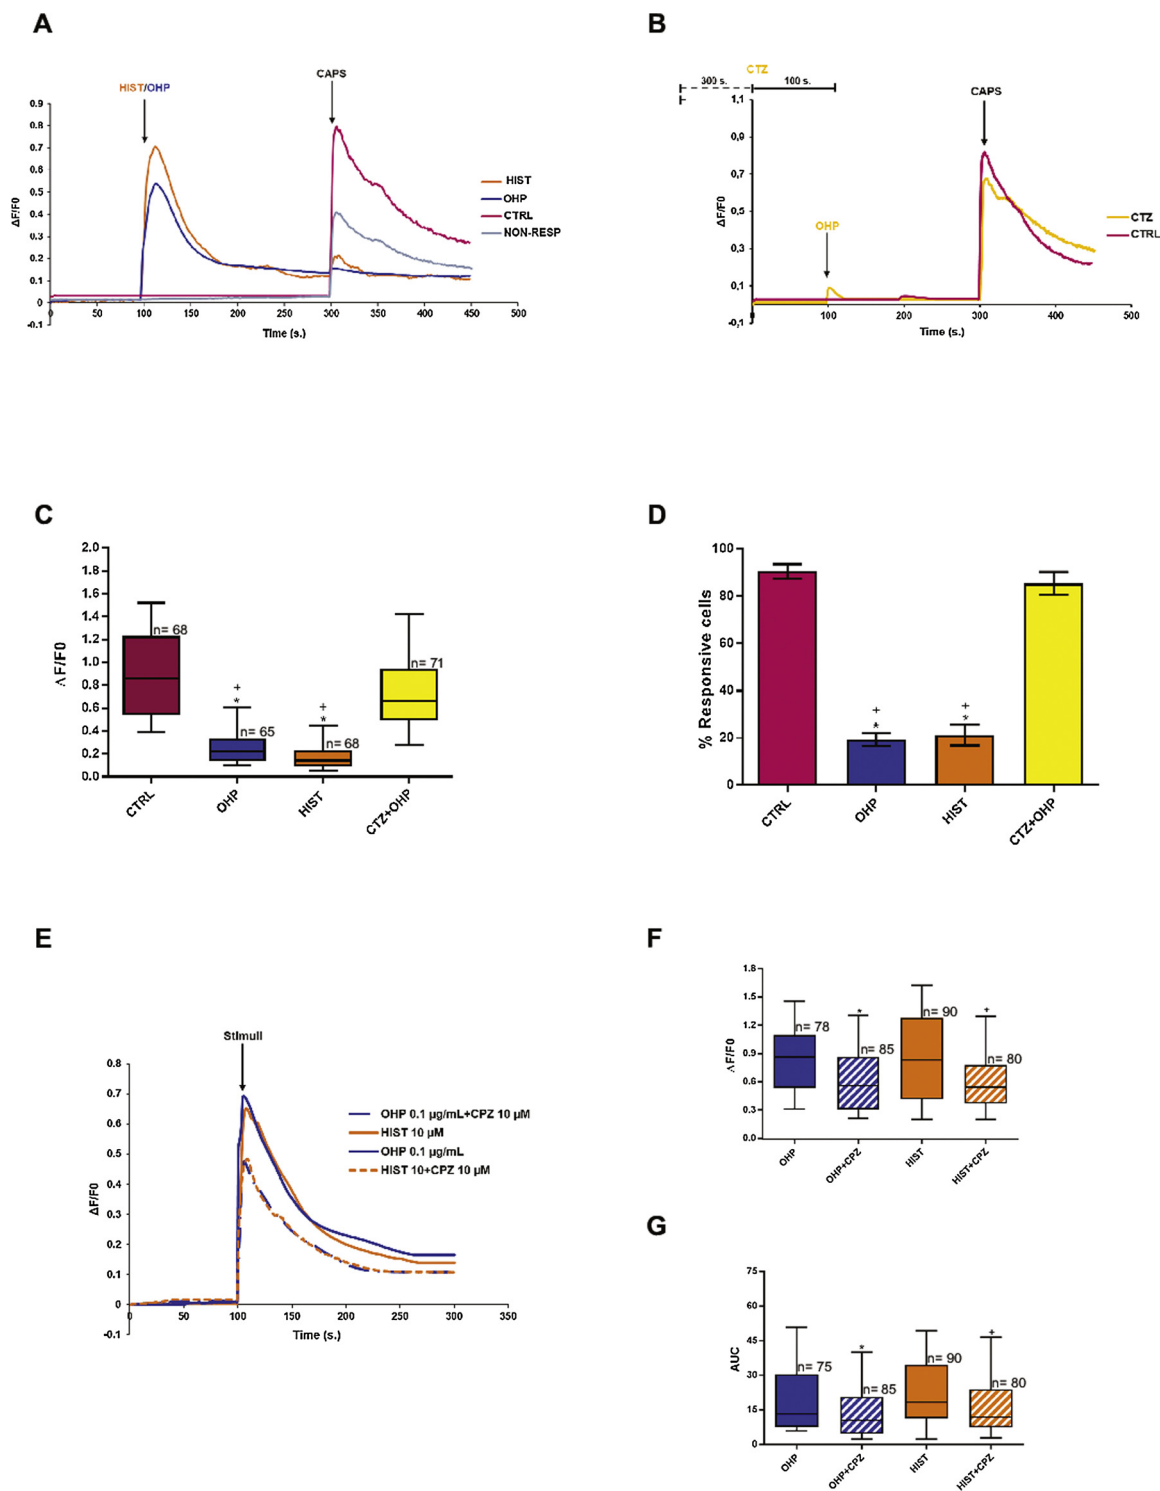 A
HIST/OHP
CAPS
0.9
0.8
0.7
0.6
0.5
0.4
0.3
0.2
0.1
0
-0.1
ΔF/F0
0 50 100 150 200 250 300 350 400 450 500
Time (s.)
HIST
OHP
CTRL
NON-RESP
B
CTZ
300 s.
100 s.
CAPS
OHP
1,1
0,9
0,7
0,5
0,3
0,1
-0,1
ΔF/F0
0 100 200 300 400 500
Time (s.)
CTZ
CTRL
C
2.0
1.8
1.6
1.4
1.2
1.0
0.8
0.6
0.4
0.2
0.0
ΔF/F0
n= 68
+
*
n= 65
+
*
n= 68
n= 71
CTRL
OHP
HIST
CTZ+OHP
D
100
80
60
40
20
0
% Responsive cells
+
*
+
*
CTRL
OHP
HIST
CTZ+OHP
E
Stimuli
0.8
0.7
0.6
0.5
0.4
0.3
0.2
0.1
0
-0.1
ΔF/F0
0 50 100 150 200 250 300 350
Time (s.)
OHP 0.1 µg/mL+CPZ 10 µM
HIST 10 µM
OHP 0.1 µg/mL
HIST 10+CPZ 10 µM
F
1.8
1.5
1.2
0.9
0.6
0.3
0.0
ΔF/F0
n= 78
*
n= 85
n= 90
+
n= 80
OHP
OHP+CPZ
HIST
HIST+CPZ
G
75
60
45
30
15
0
AUC
n= 75
*
n= 85
n= 90
+
n= 80
OHP
OHP+CPZ
HIST
HIST+CPZ